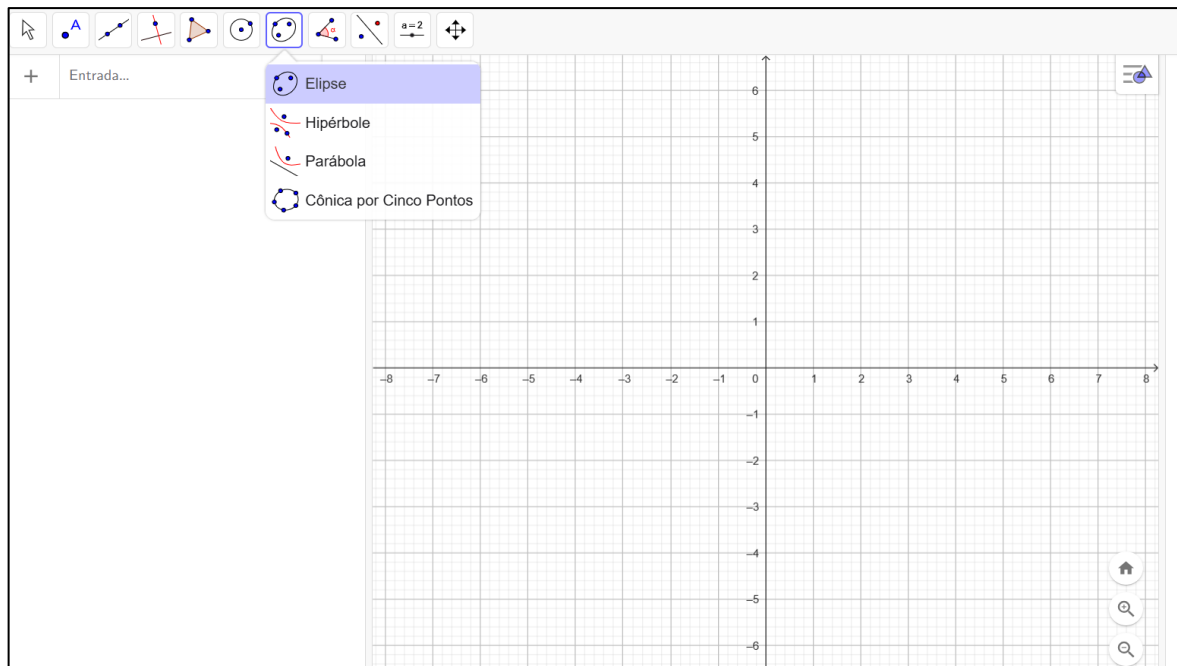 A
α
a = 2
Entrada...
Elipse
Hipérbole
Parábola
Cônica por Cinco Pontos
6
5
4
3
2
1
–8 –7 –6 –5 –4 –3 –2 –1 0 1 2 3 4 5 6 7 8
–1
–2
–3
–4
–5
–6